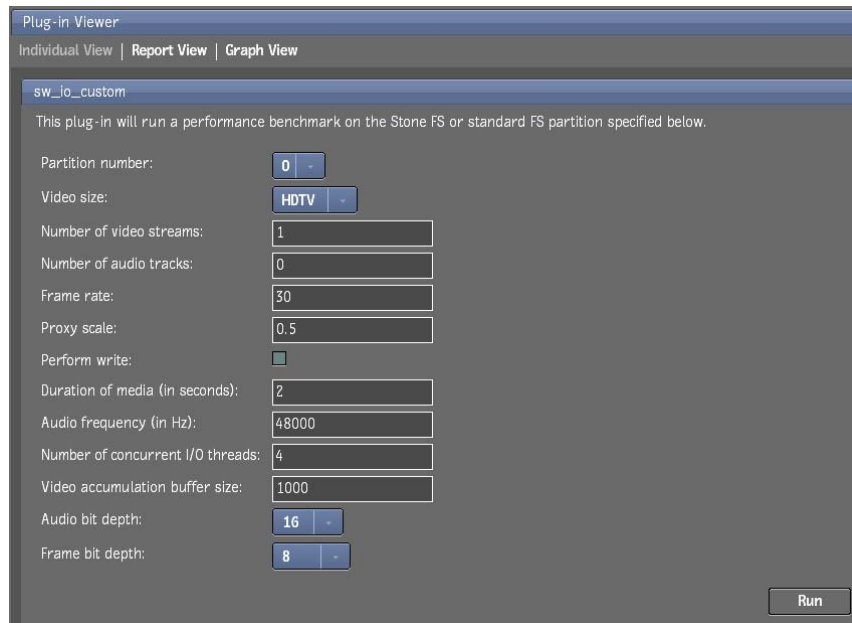 Plug-in Viewer
Individual View | Report View | Graph View
sw_io_custom
This plug-in will run a performance benchmark on the Stone FS or standard FS partition specified below.
Partition number: 0
Video size: HDTV
Number of video streams: 1
Number of audio tracks: 0
Frame rate: 30
Proxy scale: 0.5
Perform write:
Duration of media (in seconds): 2
Audio frequency (in Hz): 48000
Number of concurrent I/O threads: 4
Video accumulation buffer size: 1000
Audio bit depth: 16
Frame bit depth: 8
Run